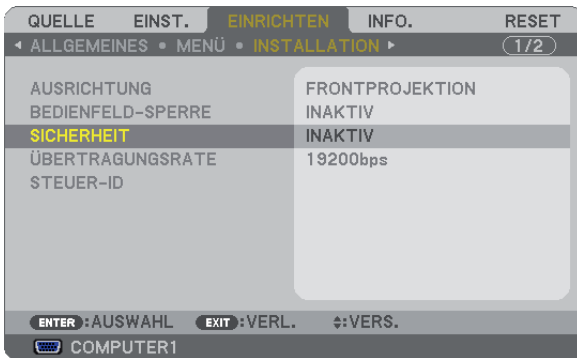 QUELLE EINST. EINRICHTEN INFO. RESET
ALLGEMEINES • MENÜ • INSTALLATION 1/2
AUSRICHTUNG FRONTPROJEKTION
BEDIENFELD-SPERRE INAKTIV
SICHERHEIT INAKTIV
ÜBERTRAGUNGSRATE 19200bps
STEUER-ID
ENTER :AUSWAHL EXIT :VERL. :VERS.
COMPUTER1